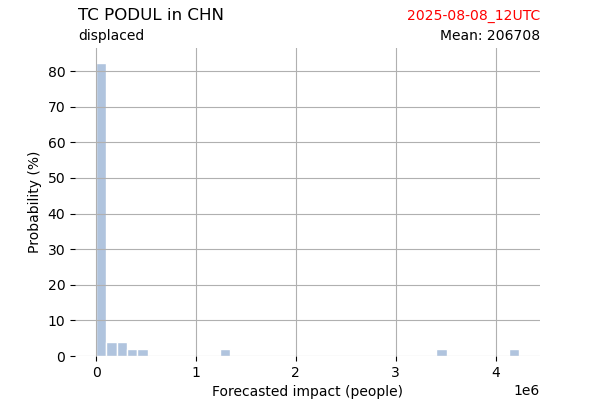 TC PODUL in CHN
2025-08-08_12UTC
displaced
Mean: 206708
Probability (%)
80
70
60
50
40
30
20
10
0
0 1 2 3 4
1e6
Forecasted impact (people)